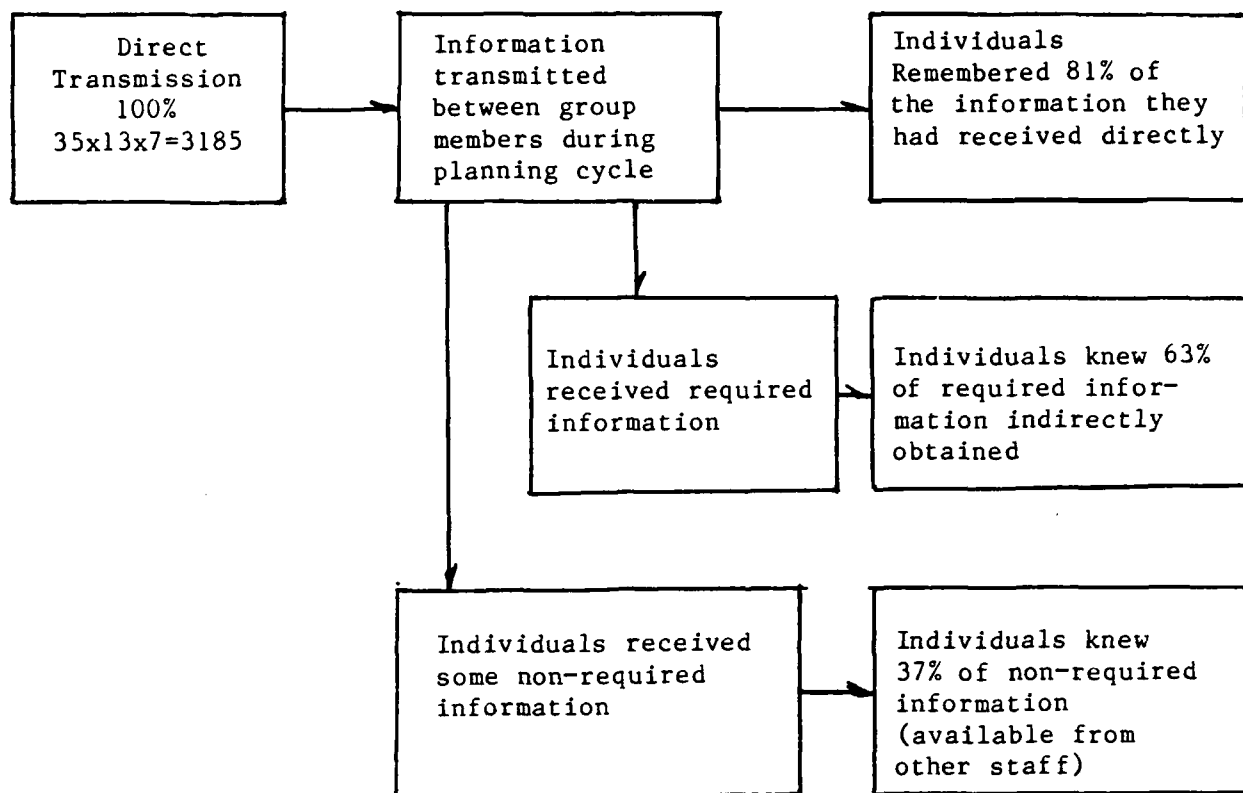 Direct
Transmission
100%
35x13x7=3185
Information
transmitted
between group
members during
planning cycle
Individuals
Remembered 81% of
the information they
had received directly
Individuals
received required
information
Individuals knew 63%
of required infor-
mation indirectly
obtained
Individuals received
some non-required
information
Individuals knew
37% of non-required
information
(available from
other staff)